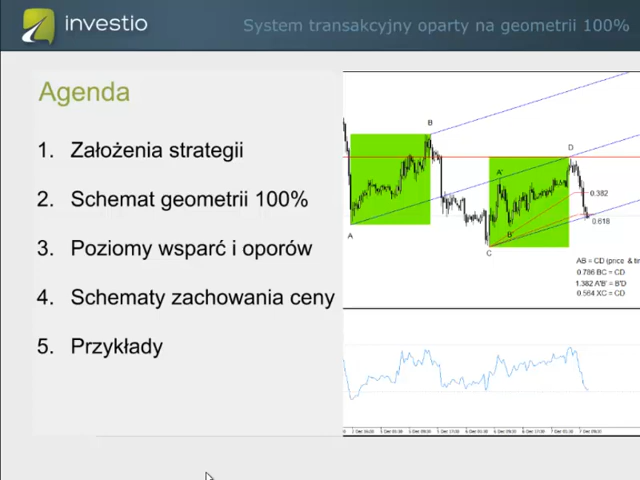 investio
System transakcyjny oparty na geometrii 100%
Agenda
1. Założenia strategii
2. Schemat geometrii 100%
3. Poziomy wsparć i oporów
4. Schematy zachowania ceny
5. Przykłady
B
D
A'
0.382
B'
0.618
A
C
AB = CD (price & ti
0.786 BC = CD
1.382 A'B' = B'D
0.564 XC = CD